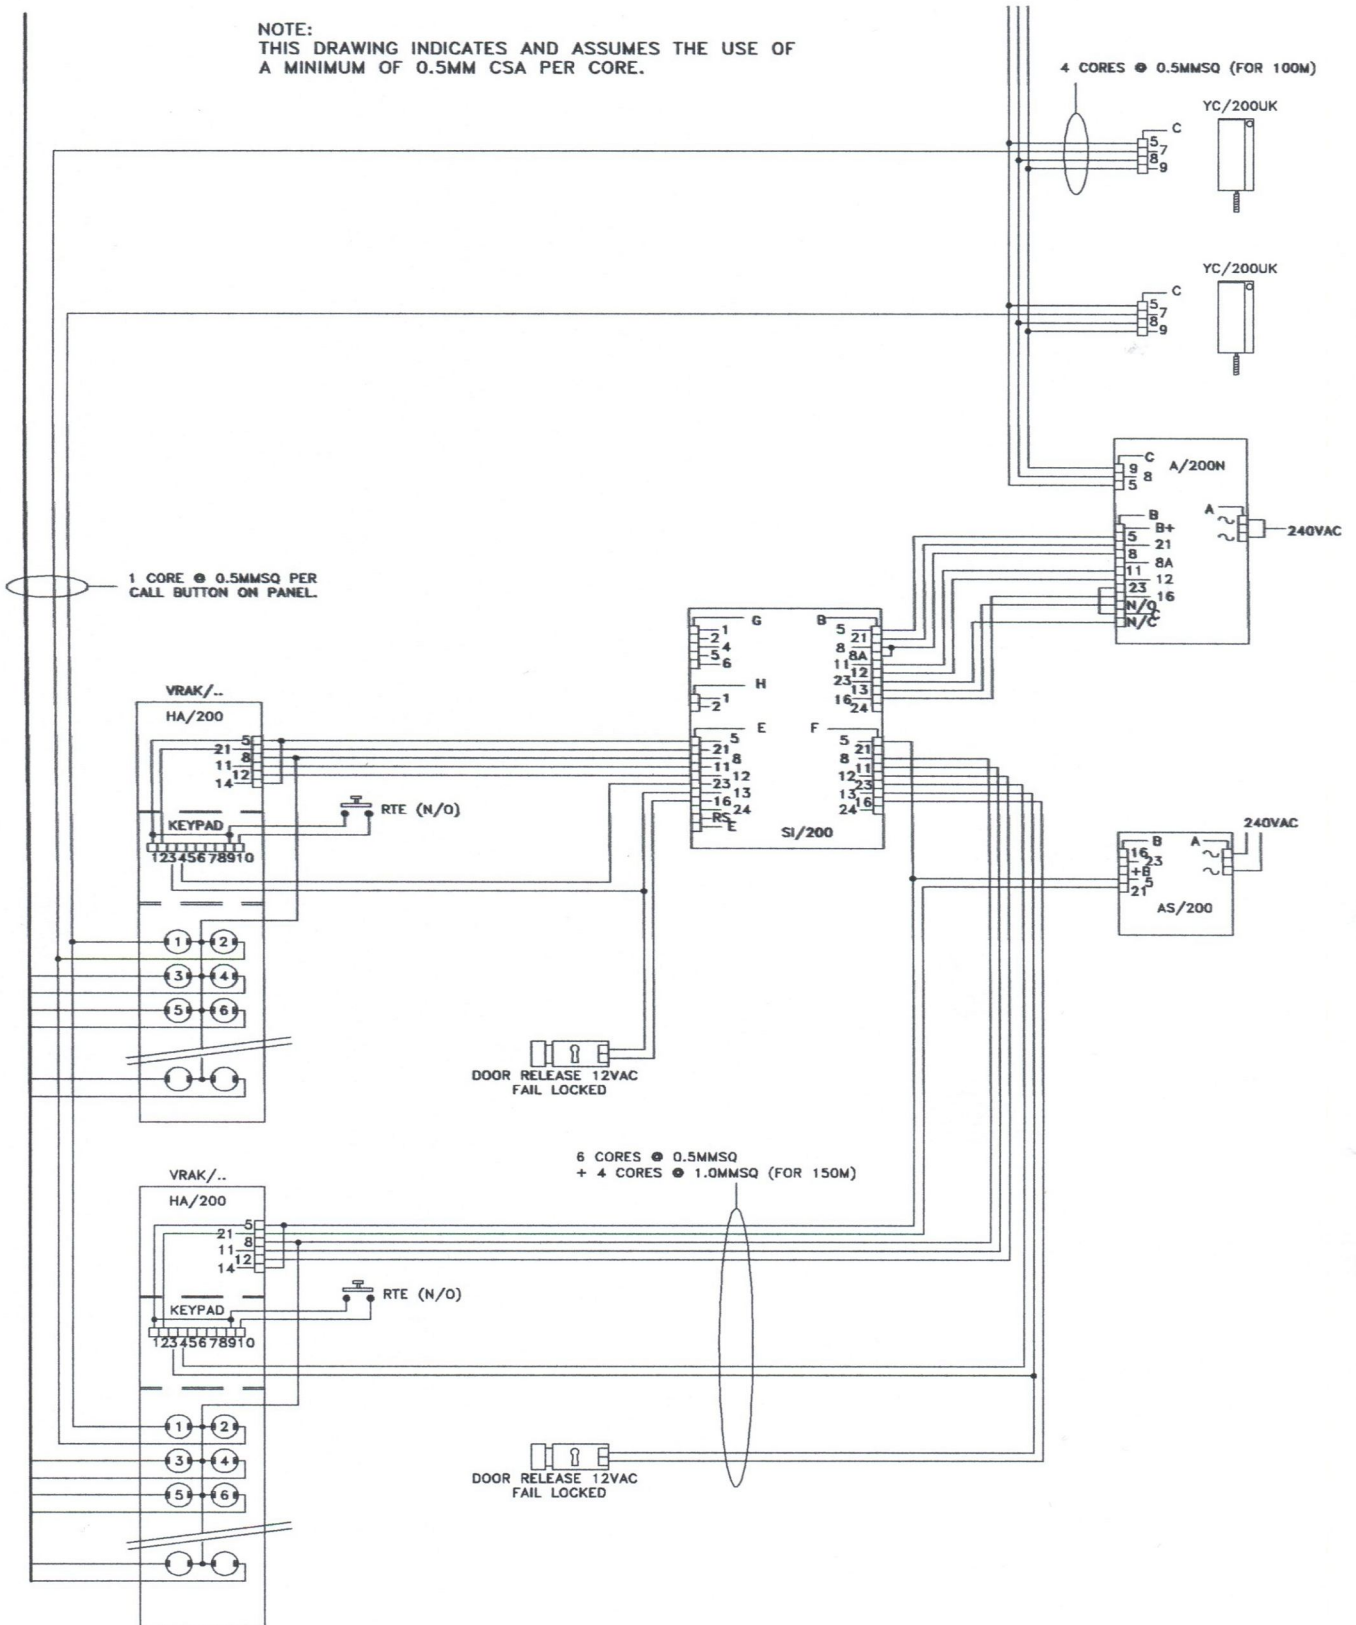 NOTE:
THIS DRAWING INDICATES AND ASSUMES THE USE OF
A MINIMUM OF 0.5MM CSA PER CORE.
4 CORES @ 0.5MMSQ (FOR 100M)
YC/200UK
C
5
7
8
9
YC/200UK
C
5
7
8
9
C
9
8
5
A/200N
B
B+
5
21
8
8A
11
12
23
16
N/O
C
N/C
A
240VAC
1 CORE @ 0.5MMSQ PER
CALL BUTTON ON PANEL.
G
1
2
4
5
6
H
1
2
E
5
21
8
11
12
23
13
16
24
RS
E
B
5
21
8
8A
11
12
23
13
16
24
F
5
21
8
11
12
23
13
16
24
SI/200
VRAK/..
HA/200
5
21
8
11
12
14
KEYPAD
12345678910
RTE (N/O)
1 2
3 4
5 6
DOOR RELEASE 12VAC
FAIL LOCKED
240VAC
B
16
23
+B
5
21
A
AS/200
6 CORES @ 0.5MMSQ
+ 4 CORES @ 1.0MMSQ (FOR 150M)
VRAK/..
HA/200
5
21
8
11
12
14
KEYPAD
12345678910
RTE (N/O)
1 2
3 4
5 6
DOOR RELEASE 12VAC
FAIL LOCKED